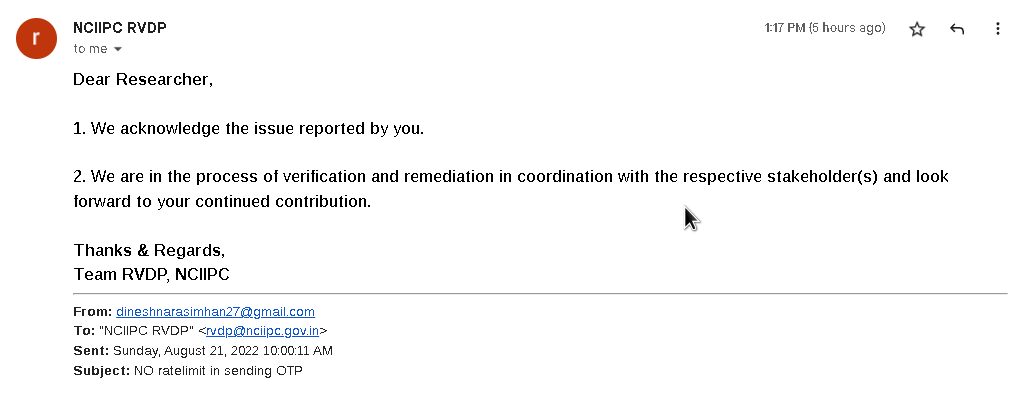 r
NCIIPC RVDP
1:17 PM (5 hours ago)
to me
Dear Researcher,
1. We acknowledge the issue reported by you.
2. We are in the process of verification and remediation in coordination with the respective stakeholder(s) and look
forward to your continued contribution.
Thanks & Regards,
Team RVDP, NCIIPC
From: dineshnarasimhan27@gmail.com
To: "NCIIPC RVDP" <rvdp@nciipc.gov.in>
Sent: Sunday, August 21, 2022 10:00:11 AM
Subject: NO ratelimit in sending OTP